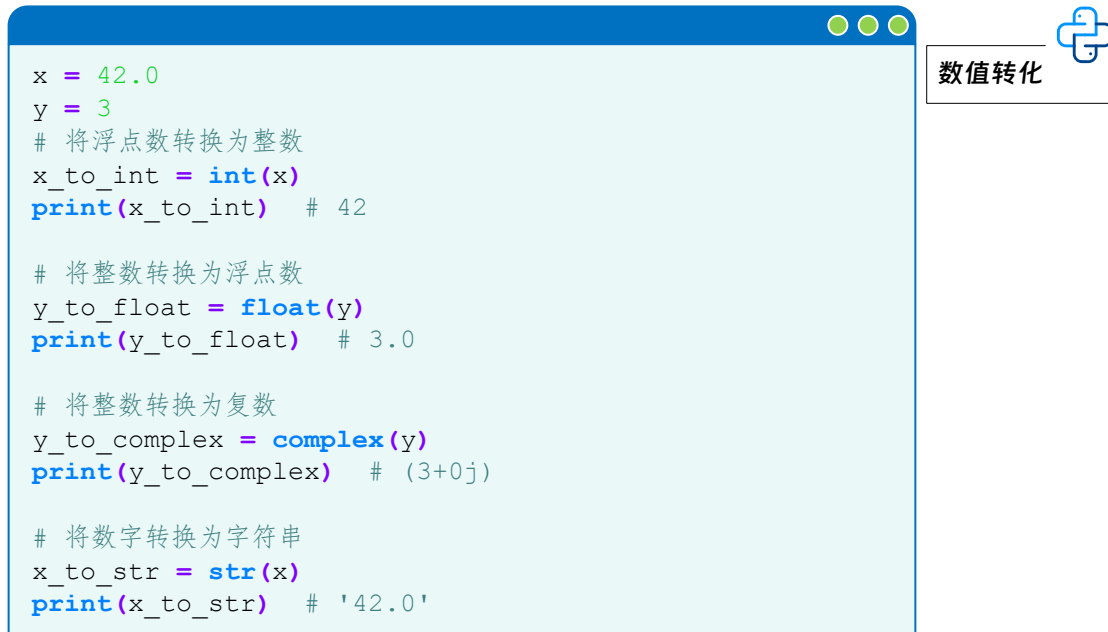 x = 42.0
y = 3
# 将浮点数转换为整数
x_to_int = int(x)
print(x_to_int)  # 42
# 将整数转换为浮点数
y_to_float = float(y)
print(y_to_float)  # 3.0
# 将整数转换为复数
y_to_complex = complex(y)
print(y_to_complex)  # (3+0j)
# 将数字转换为字符串
x_to_str = str(x)
print(x_to_str)  # '42.0'
数值转化